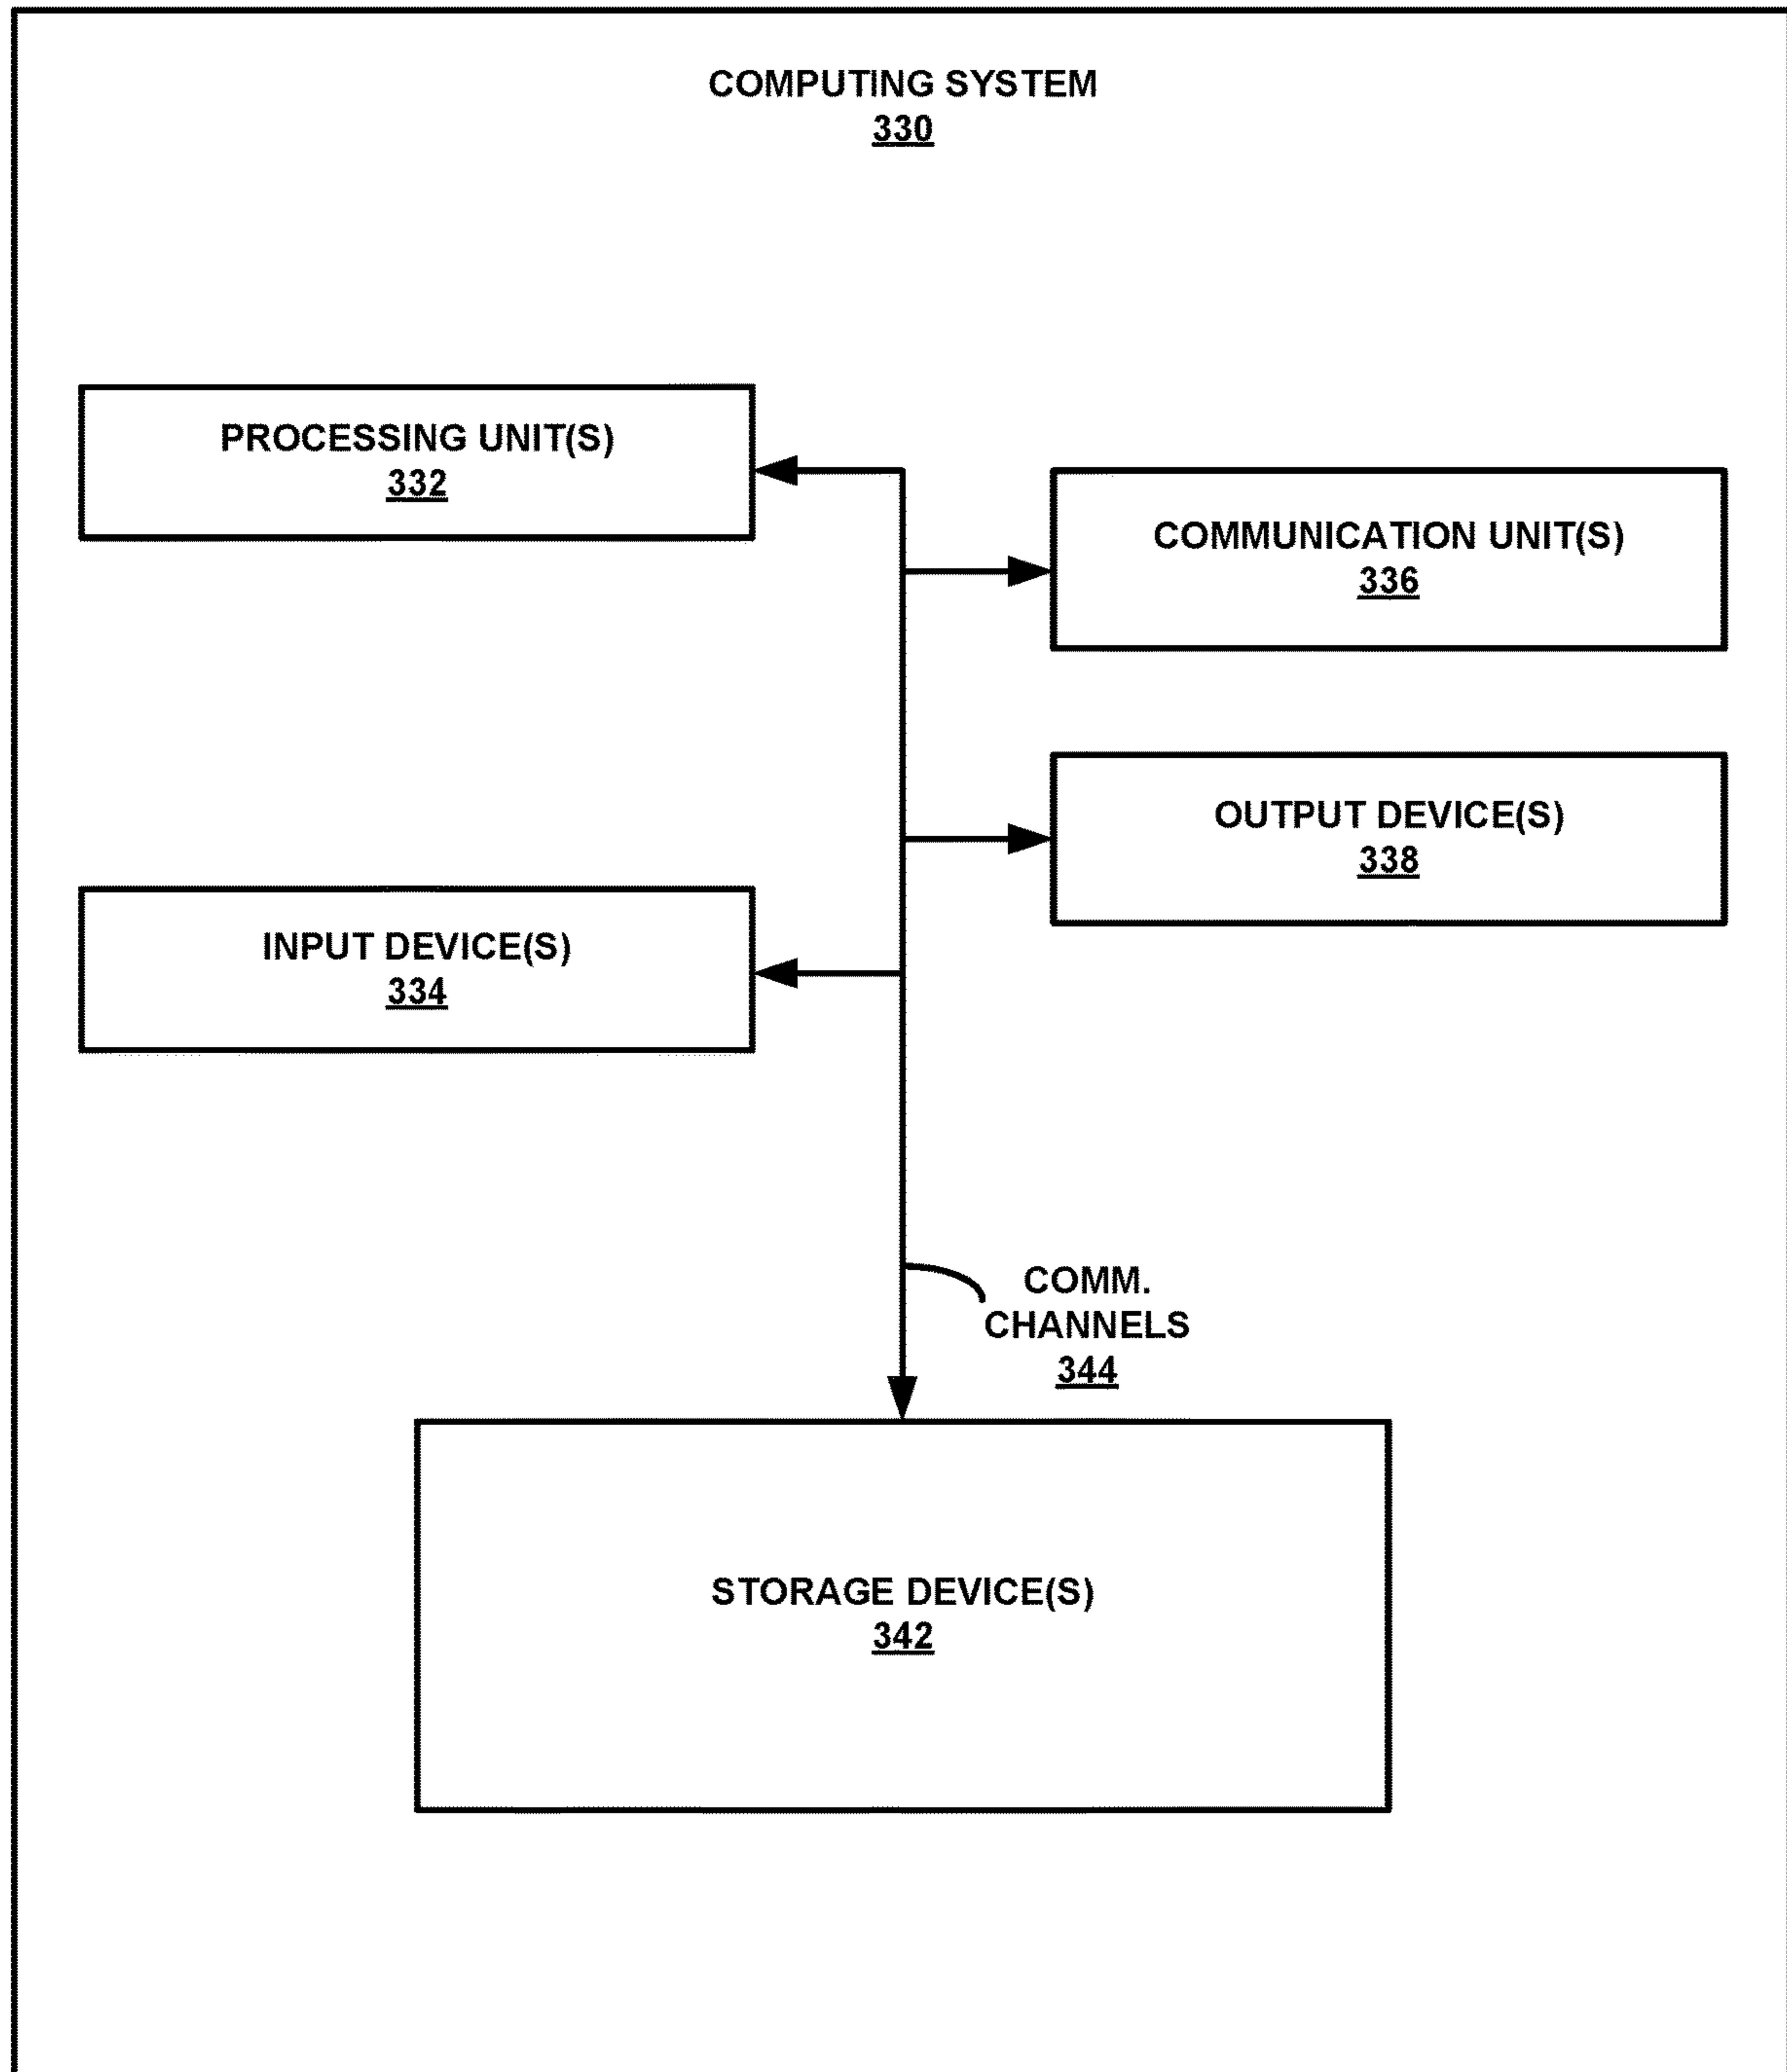 COMPUTING SYSTEM
330
PROCESSING UNIT(S)
332
COMMUNICATION UNIT(S)
336
OUTPUT DEVICE(S)
338
INPUT DEVICE(S)
334
COMM.
CHANNELS
344
STORAGE DEVICE(S)
342